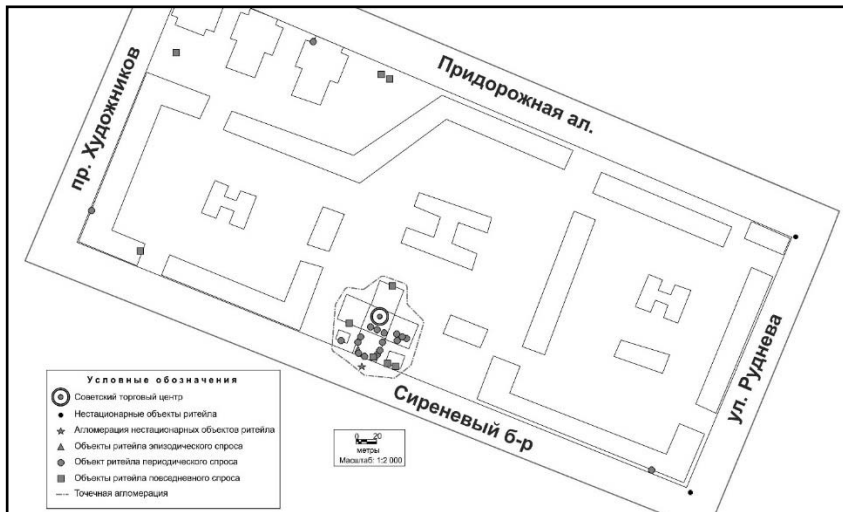 пр. Художников
Придорожная ал.
ул. Руднева
Сиреневый б-р
Условные обозначения
Советский торговый центр
Нестационарные объекты ритейла
Агломерация нестационарных объектов ритейла
Объекты ритейла эпизодического спроса
Объект ритейла периодического спроса
Объекты ритейла повседневного спроса
Точечная агломерация
0 20
метры
Масштаб: 1:2 000